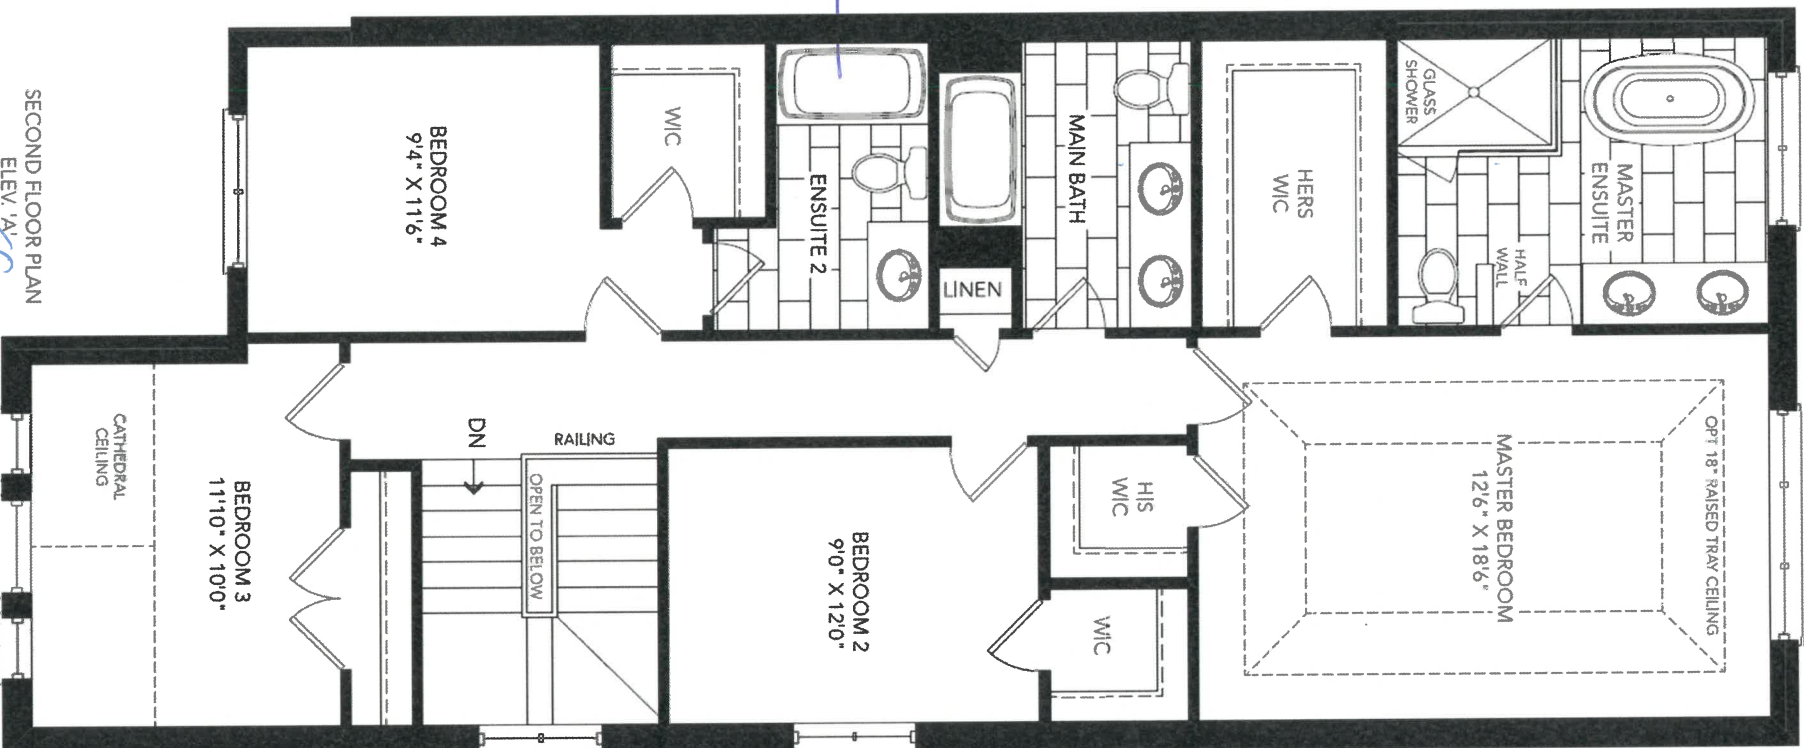 GLASS
SHOWER
MASTER
ENSUITE
HALF
WALL
HERS
WIC
MAIN BATH
LINEN
ENSUITE 2
WIC
BEDROOM 4
9'4" X 11'6"
SECOND FLOOR PLAN
ELEV. 'A'
OPT 18" RAISED TRAY CEILING
MASTER BEDROOM
12'6" X 18'6"
HIS
WIC
WIC
BEDROOM 2
9'0" X 12'0"
RAILING
OPEN TO BELOW
DN
BEDROOM 3
11'10" X 10'0"
CATHEDRAL
CEILING